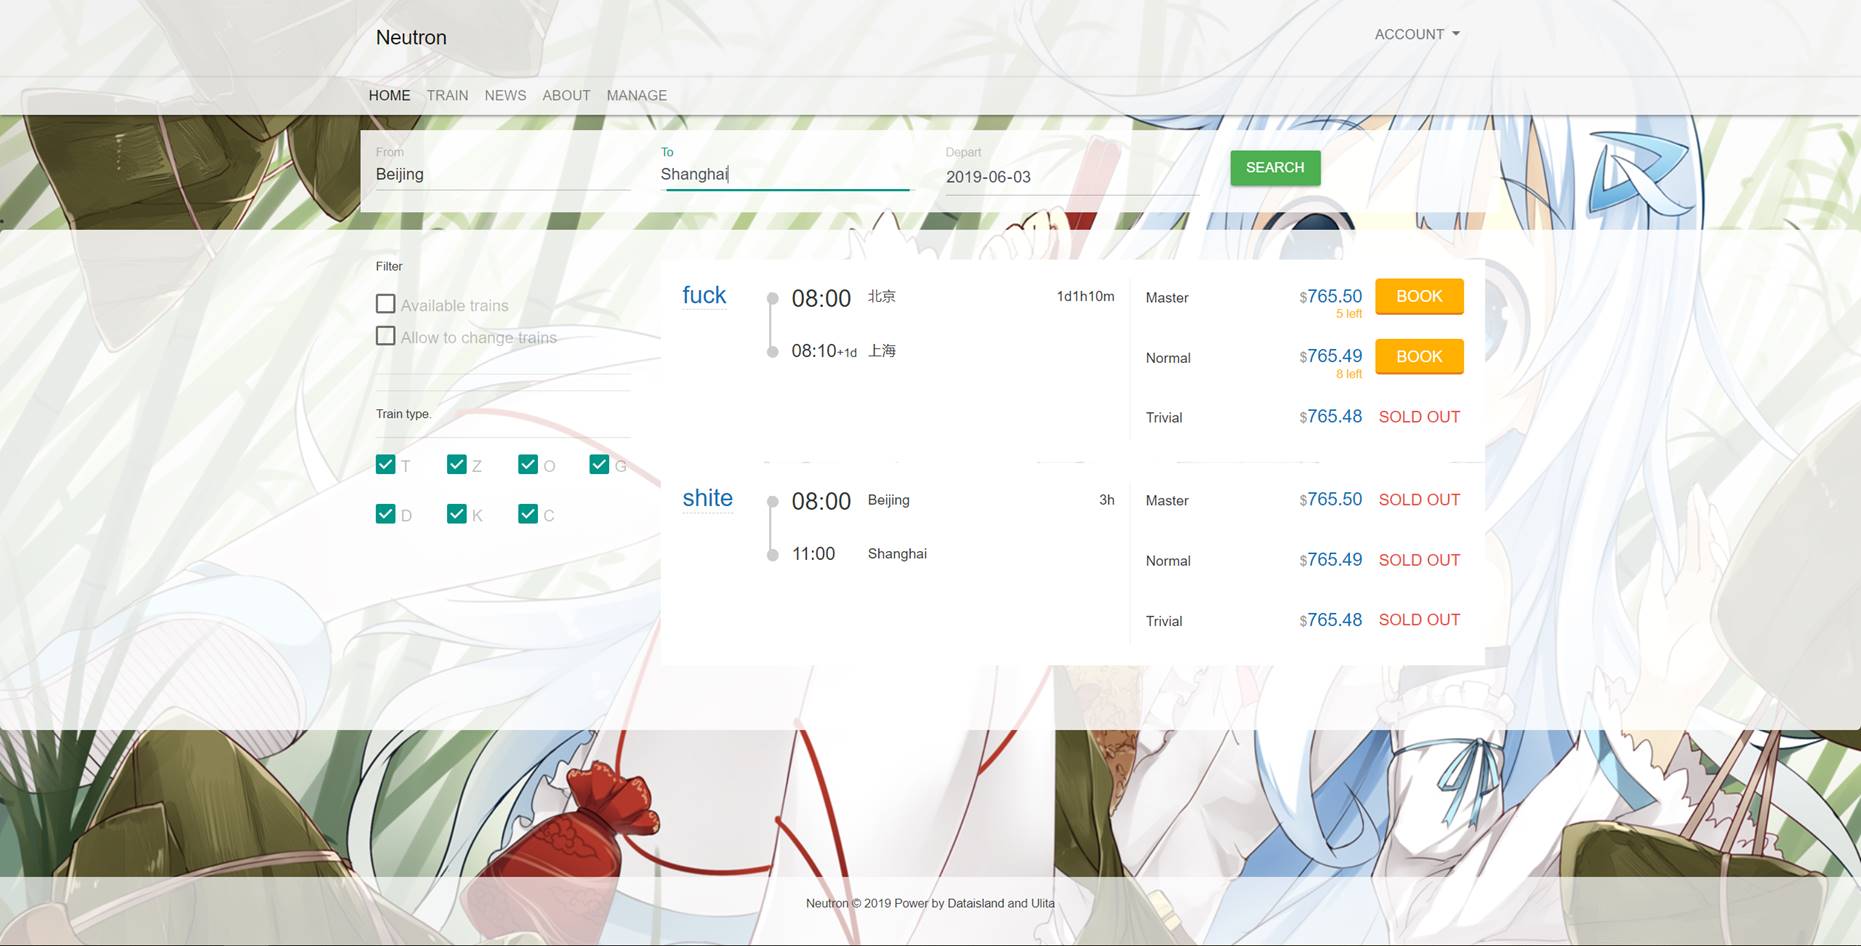 Neutron
ACCOUNT
HOME TRAIN NEWS ABOUT MANAGE
From
Beijing
To
Shanghai
Depart
2019-06-03
SEARCH
Filter
Available trains
Allow to change trains
Train type.
T Z O G
D K C
fuck
08:00 北京
1d1h10m
08:10+1d 上海
Master $765.50 BOOK
5 left
Normal $765.49 BOOK
8 left
Trivial $765.48 SOLD OUT
shite
08:00 Beijing
3h
11:00 Shanghai
Master $765.50 SOLD OUT
Normal $765.49 SOLD OUT
Trivial $765.48 SOLD OUT
Neutron © 2019 Power by Dataisland and Ulita